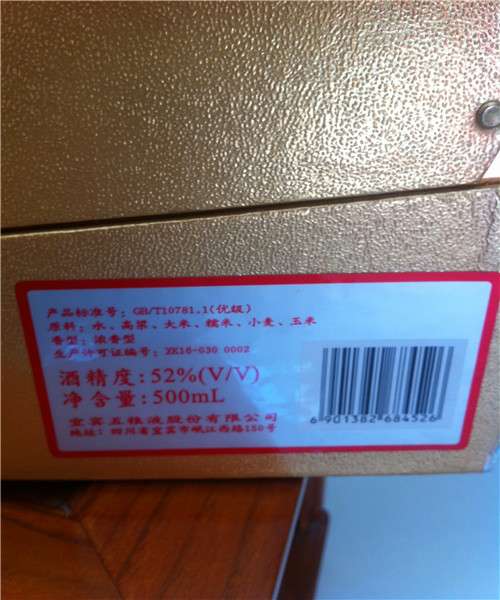 产品标准号：GB/T10781.1(优级)
原料：水、高粱、大米、糯米、小麦、玉米
香型：浓香型
生产许可证编号：XK16-030 0002
酒精度：52%(V/V)
净含量：500mL
宜宾五粮液股份有限公司
地址：四川省宜宾市岷江西路150号
6 901382 684526